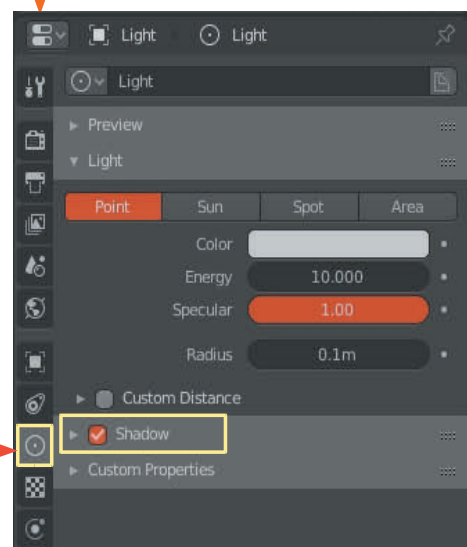 Light Light
Light
Preview
Light
Point Sun Spot Area
Color
Energy 10.000
Specular 1.00
Radius 0.1m
Custom Distance
Shadow
Custom Properties